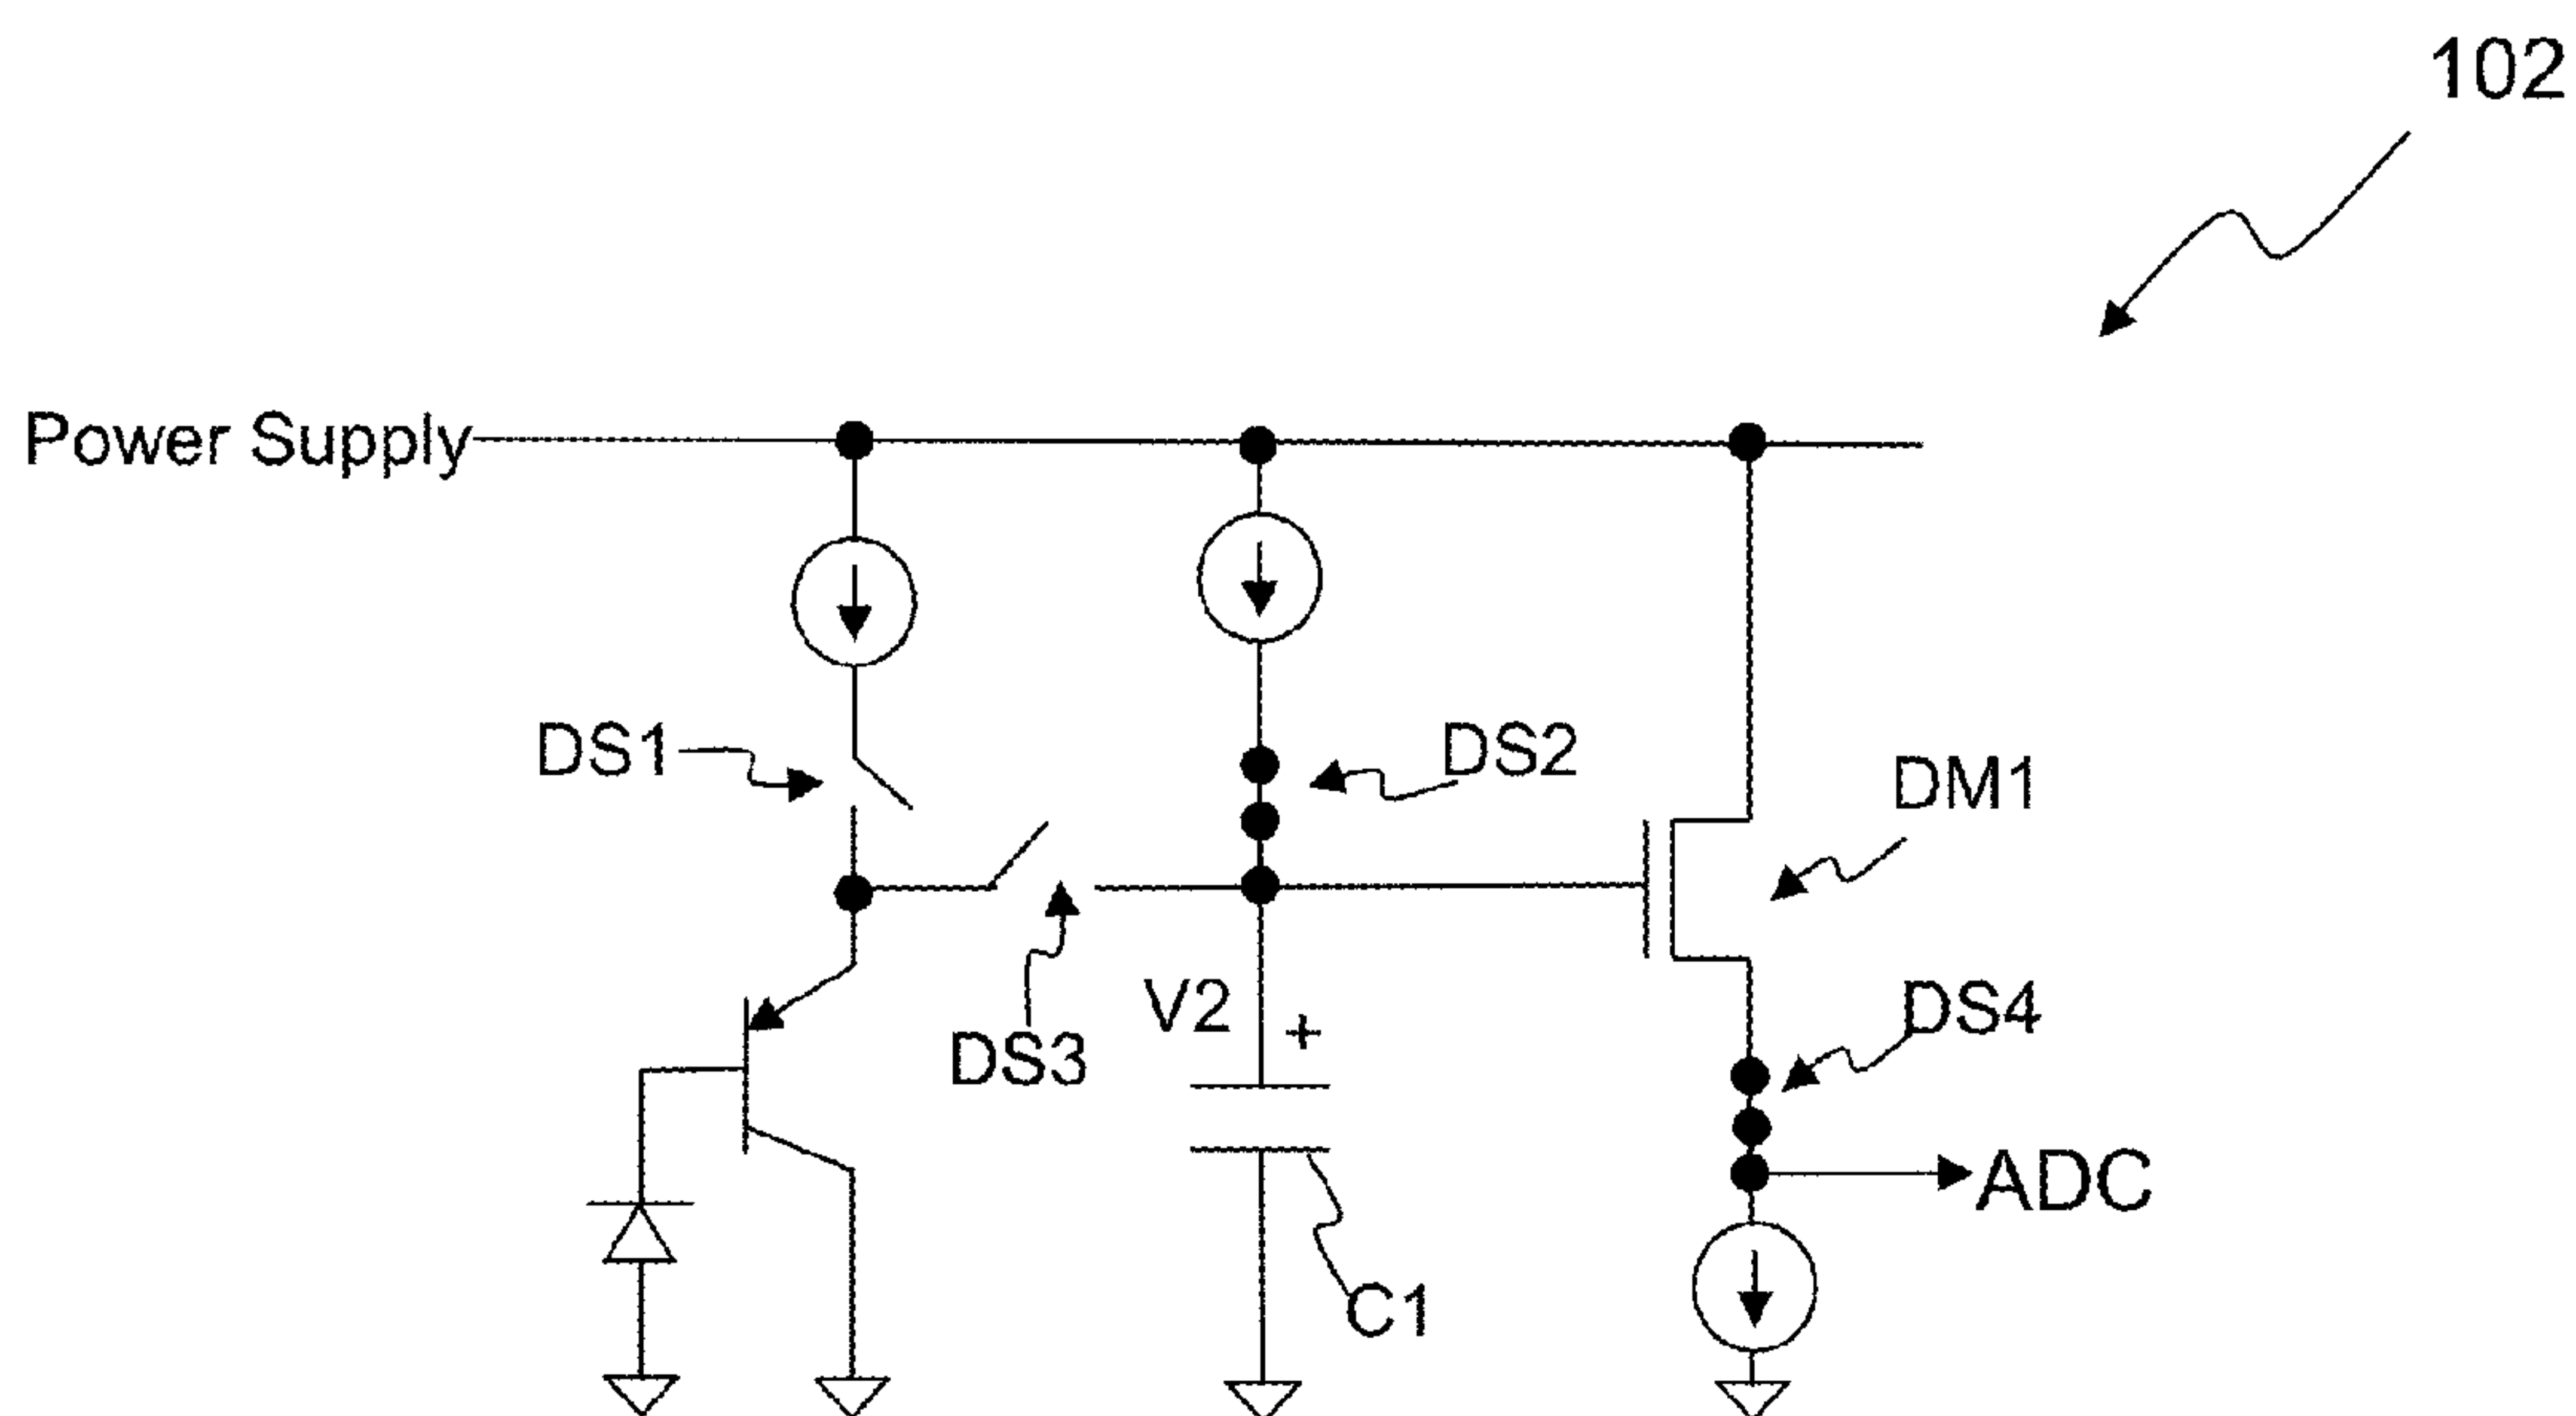 102
Power Supply
DS1
DS2
DM1
V2
+
DS3
DS4
ADC
C1